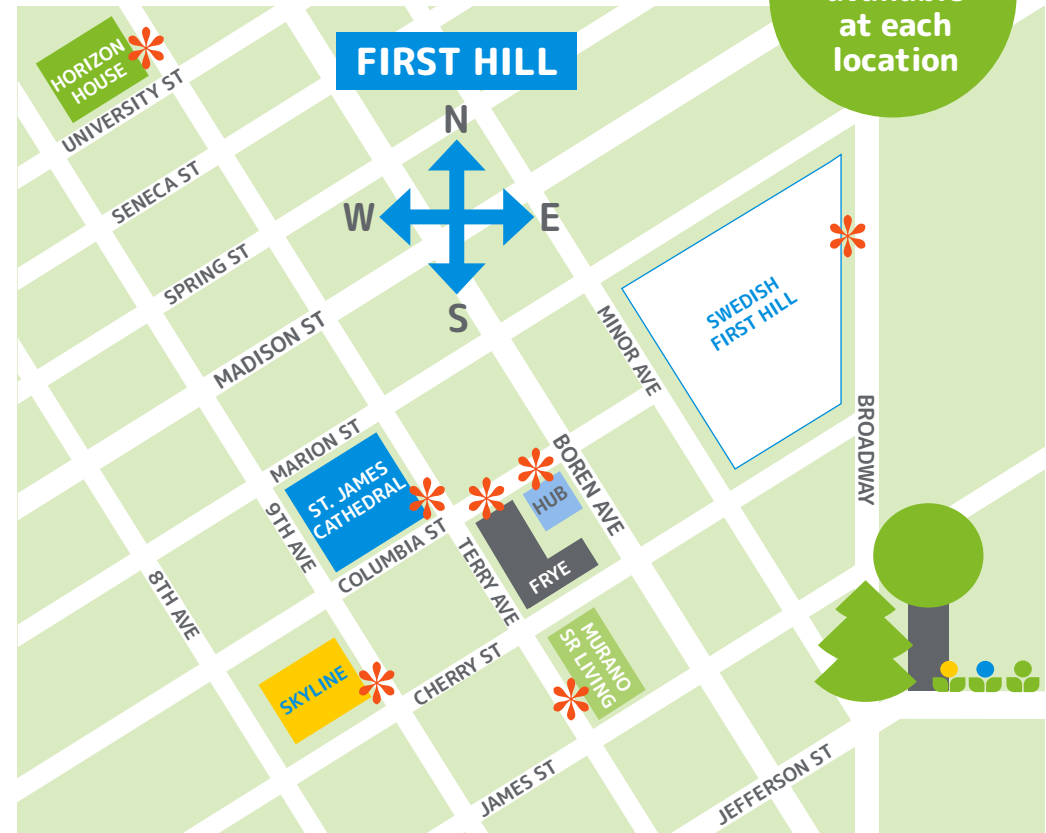 at each
location
FIRST HILL
N
W
E
S
HORIZON
HOUSE
UNIVERSITY ST
SENECA ST
SPRING ST
MADISON ST
MARION ST
ST. JAMES
CATHEDRAL
9TH AVE
COLUMBIA ST
8TH AVE
SKYLINE
CHERRY ST
TERRY AVE
HUB
FRYE
BOREN AVE
MINOR AVE
SWEDISH
FIRST HILL
BROADWAY
MURANO
SR LIVING
JAMES ST
JEFFERSON ST